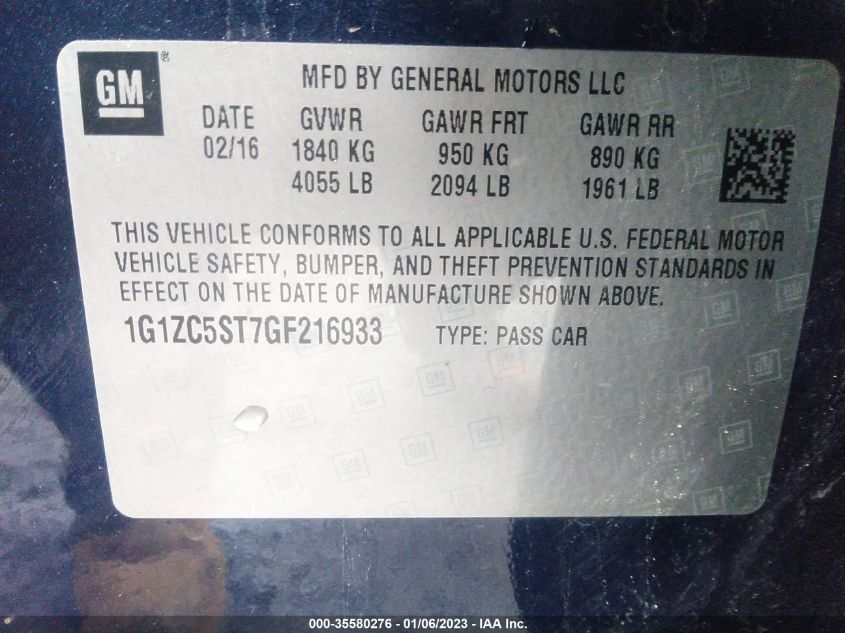 GM ®
MFD BY GENERAL MOTORS LLC
DATE GVWR GAWR FRT GAWR RR
02/16 1840 KG 950 KG 890 KG
4055 LB 2094 LB 1961 LB
THIS VEHICLE CONFORMS TO ALL APPLICABLE U.S. FEDERAL MOTOR
VEHICLE SAFETY, BUMPER, AND THEFT PREVENTION STANDARDS IN
EFFECT ON THE DATE OF MANUFACTURE SHOWN ABOVE.
1G1ZC5ST7GF216933 TYPE: PASS CAR
000-35580276 - 01/06/2023 - IAA Inc.